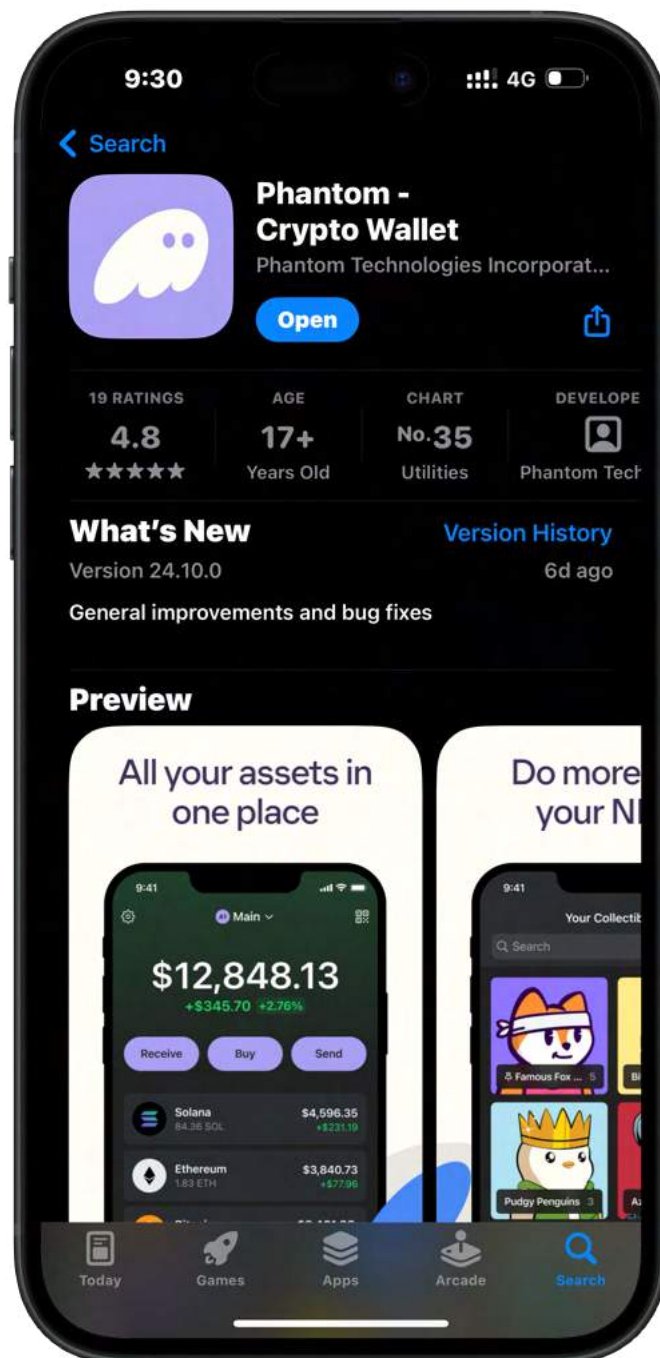 9:30
4G
Search
Phantom -
Crypto Wallet
Phantom Technologies Incorporat...
Open
19 RATINGS
AGE
CHART
DEVELOPE
4.8
17+
No.35
★★★★★
Years Old
Utilities
Phantom Tech
What's New
Version History
Version 24.10.0
6d ago
General improvements and bug fixes
Preview
All your assets in
one place
9:41
Main
$12,848.13
+$345.70 +2.76%
Receive
Buy
Send
Solana
$4,596.35
84.36 SOL
+$231.19
Ethereum
$3,840.73
1.83 ETH
+$77.96
Do more
your N
9:41
Your Collectib
Search
Famous Fox ... 5
Bi
Pudgy Penguins 3
Az
Today
Games
Apps
Arcade
Search